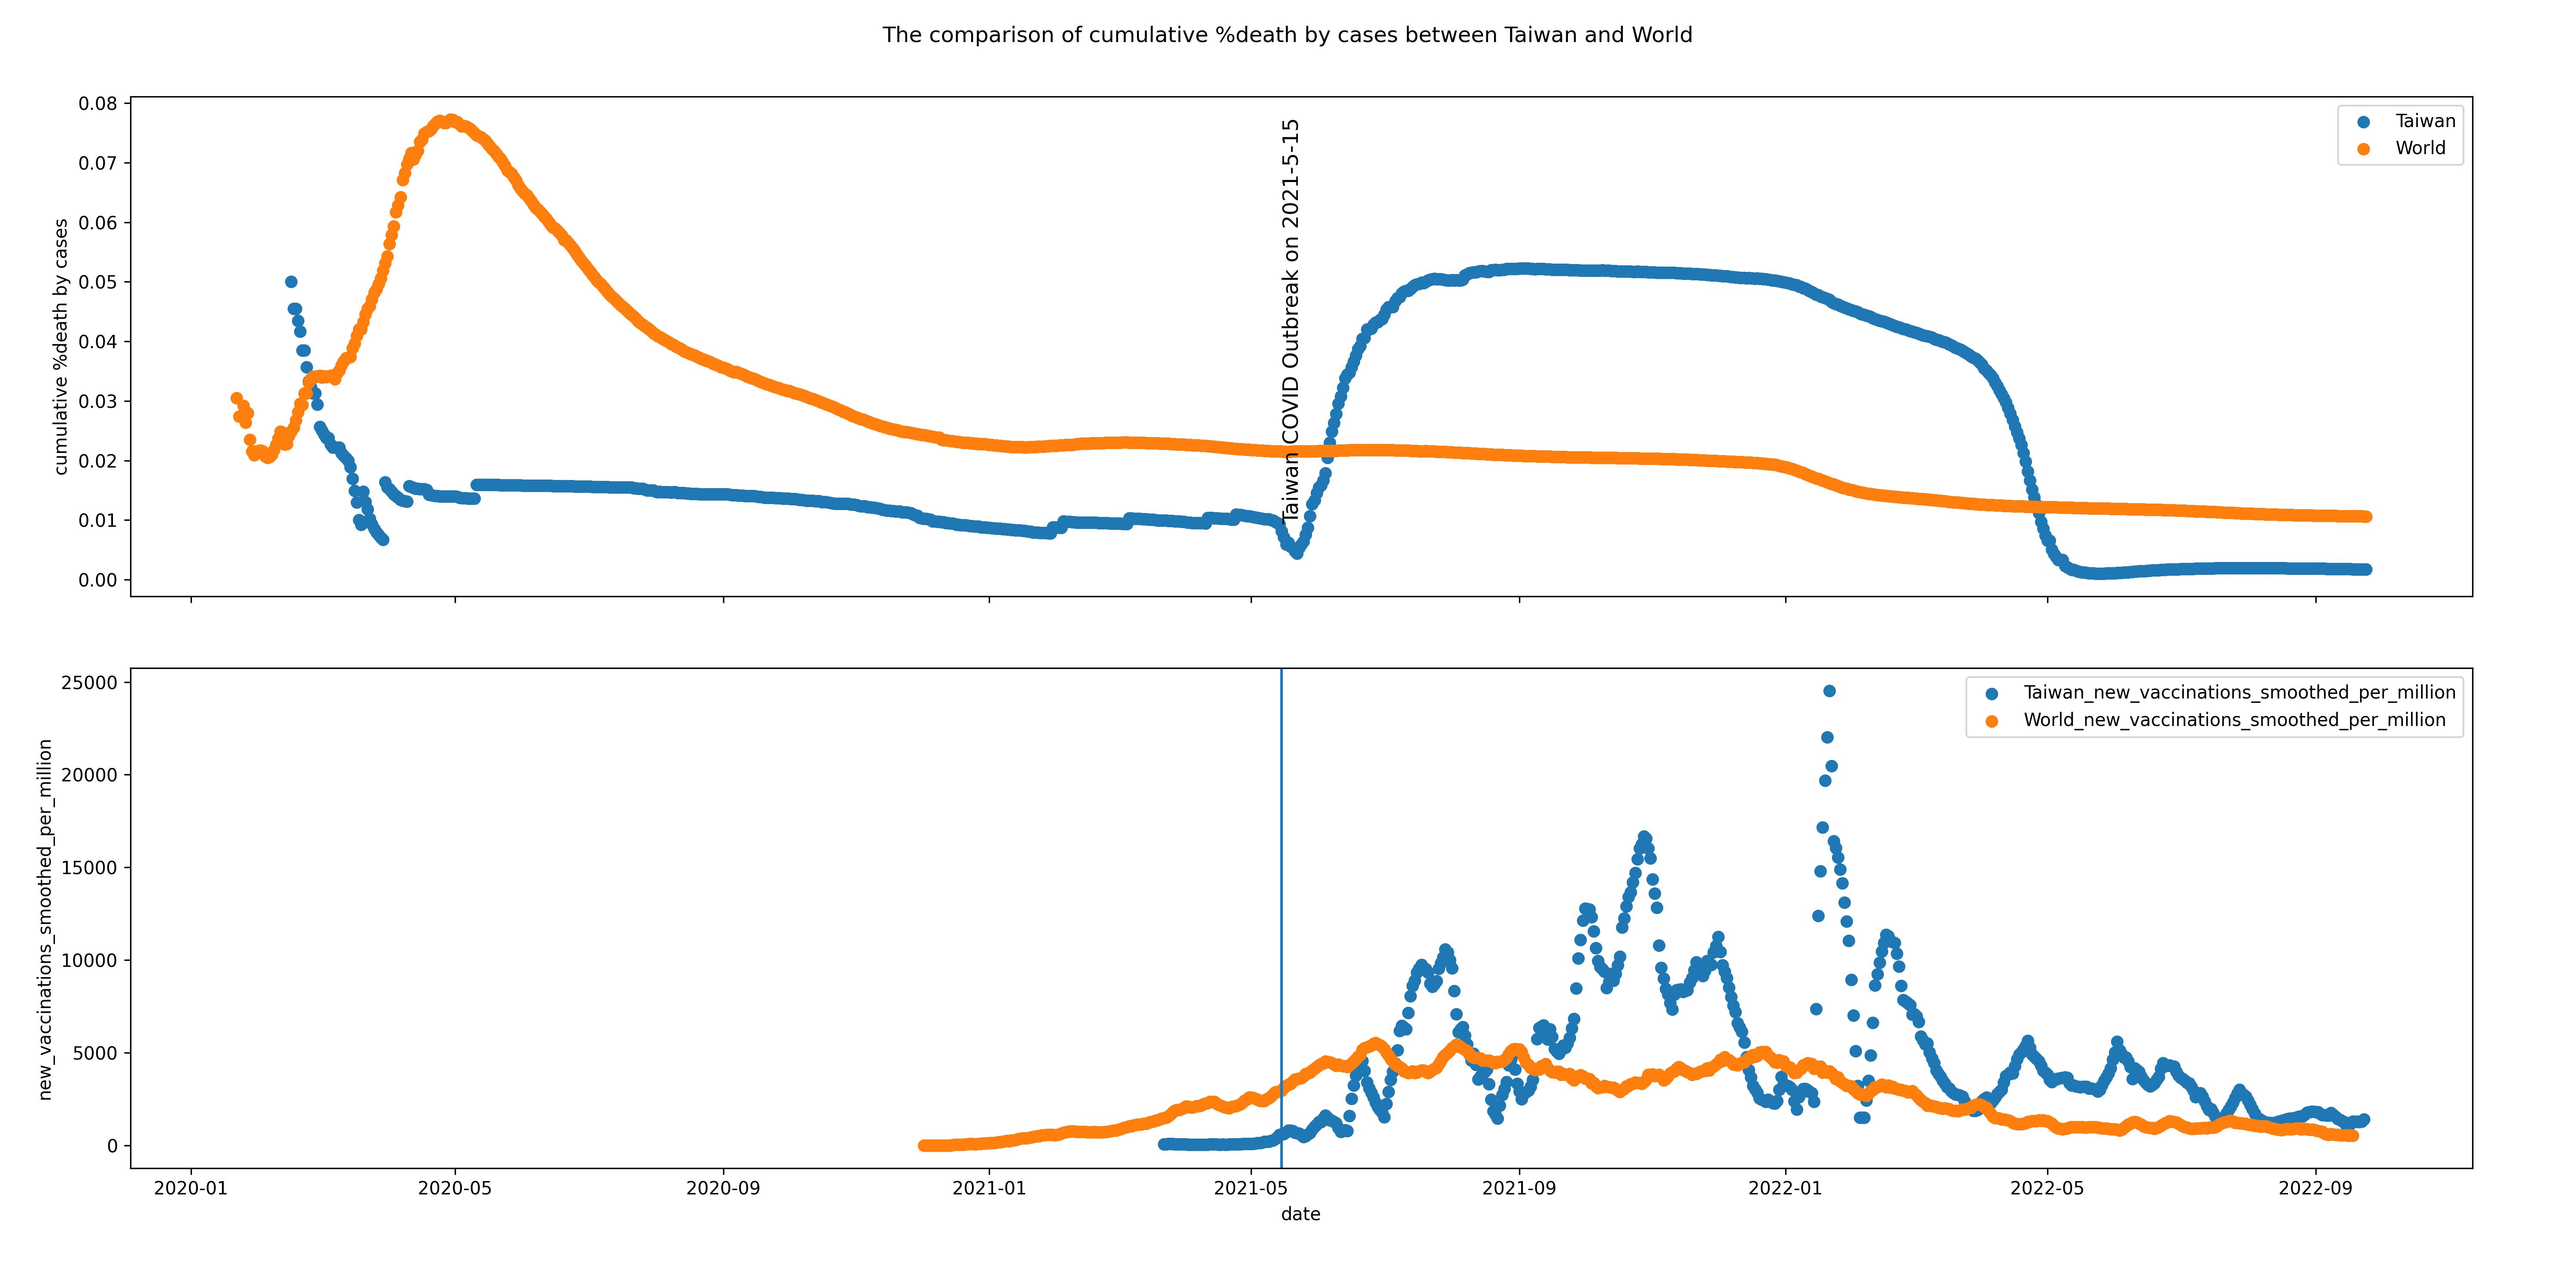 The comparison of cumulative %death by cases between Taiwan and World
cumulative %death by cases
0.08
0.07
0.06
0.05
0.04
0.03
0.02
0.01
0.00
Taiwan COVID Outbreak on 2021-5-15
Taiwan
World
new_vaccinations_smoothed_per_million
25000
20000
15000
10000
5000
0
Taiwan_new_vaccinations_smoothed_per_million
World_new_vaccinations_smoothed_per_million
2020-01 2020-05 2020-09 2021-01 2021-05 2021-09 2022-01 2022-05 2022-09
date